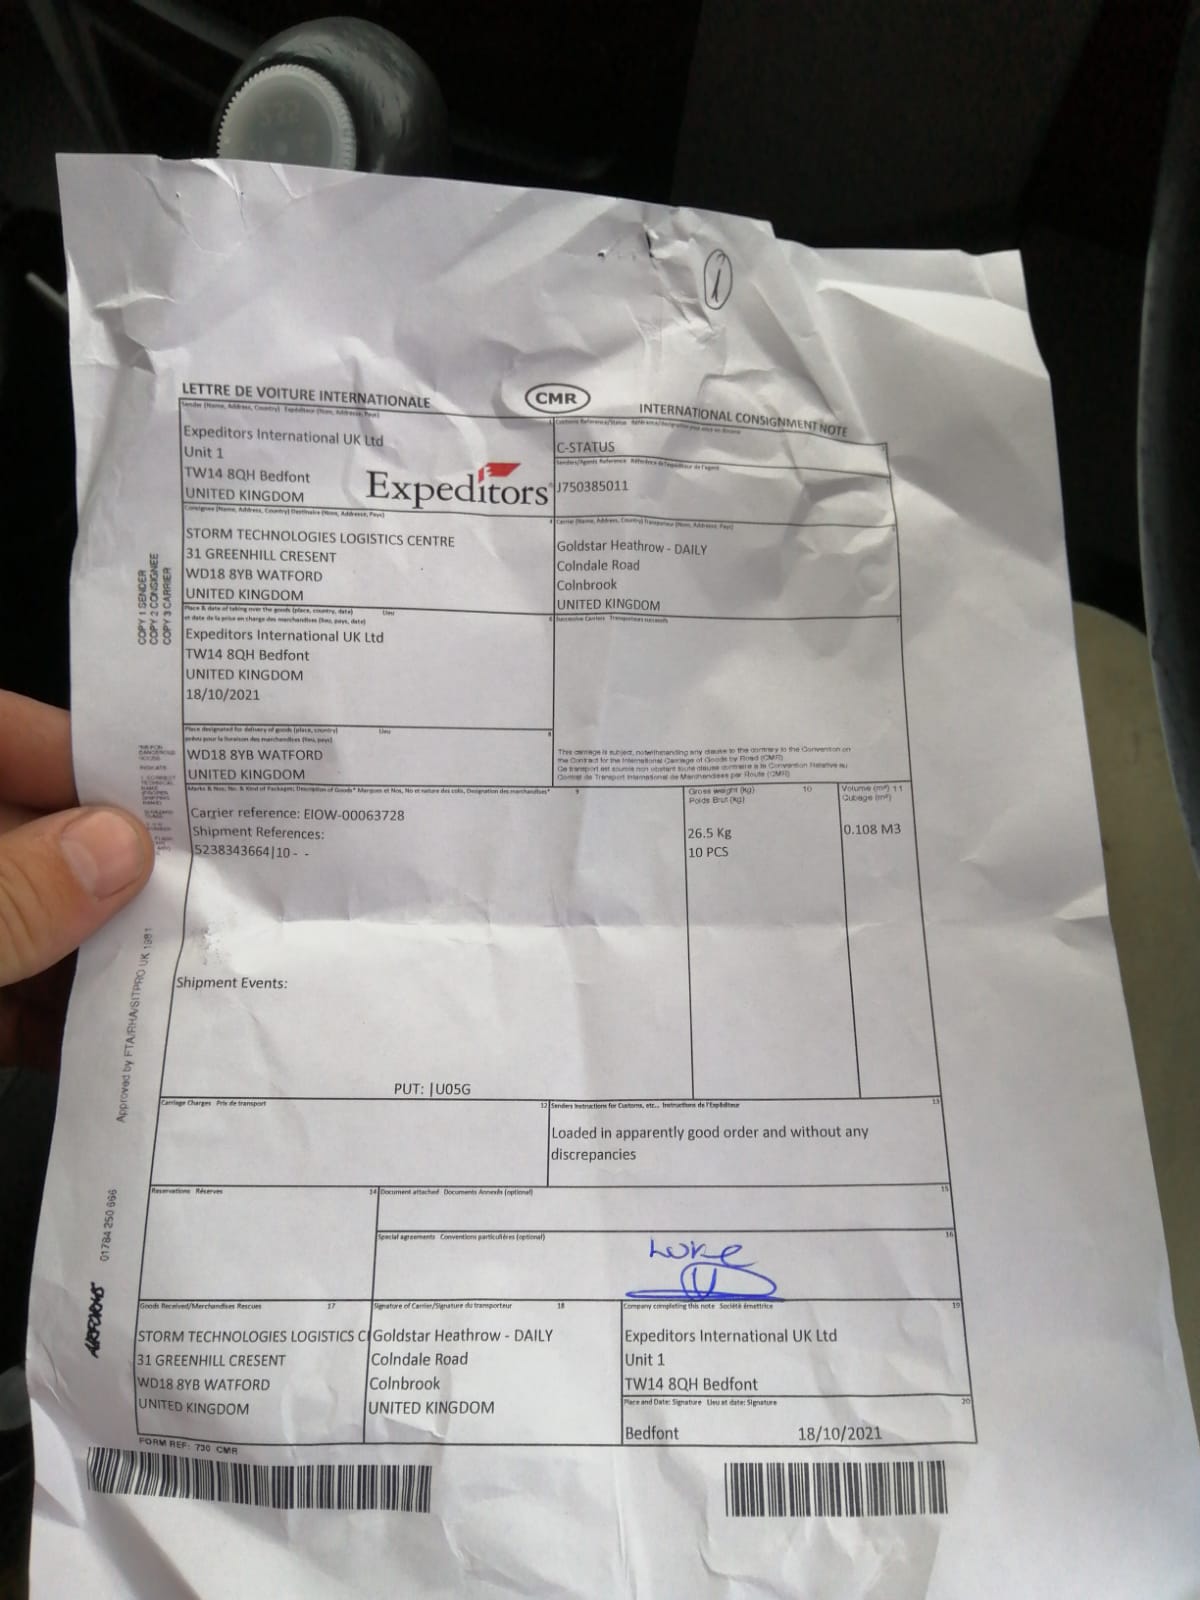 1
LETTRE DE VOITURE INTERNATIONALE
CMR
INTERNATIONAL CONSIGNMENT NOTE
Sender (Name, Address, Country) Expéditeur (Nom, Addresse, Pays)
Expeditors International UK Ltd
Unit 1
TW14 8QH Bedfont
UNITED KINGDOM
Expeditors
C-STATUS
Senders/Agents Reference Référence de l'expéditeur de l'agent
J750385011
Consignee (Name, Address, Country) Destinataire (Nom, Addresse, Pays)
STORM TECHNOLOGIES LOGISTICS CENTRE
31 GREENHILL CRESENT
WD18 8YB WATFORD
UNITED KINGDOM
Carrier (Name, Address, Country) Transporteur (Nom, Addresse, Pays)
Goldstar Heathrow - DAILY
Colndale Road
Colnbrook
UNITED KINGDOM
COPY 1 SENDER
COPY 2 CONSIGNEE
COPY 3 CARRIER
Place & date of taking over the goods (place, country, date) Lieu
et date de la prise en charge des marchandises (lieu, pays, date)
Expeditors International UK Ltd
TW14 8QH Bedfont
UNITED KINGDOM
18/10/2021
Successive Carriers Transporteurs successifs
Place designated for delivery of goods (place, country) Lieu
prévu pour la livraison des marchandises (lieu, pays)
WD18 8YB WATFORD
UNITED KINGDOM
This carriage is subject, notwithstanding any clause to the contrary to the Convention on
the Contract for the International Carriage of Goods by Road (CMR)
Ce transport est soumis non obstant toute clause contraire à la Convention Relative au
Contrat de Transport International de Marchandises par Route (CMR)
Marks & Nos; No. & Kind of Packages; Description of Goods* Marques et Nos, No et nature des colis, Designation des marchandises* 9
Carrier reference: EIOW-00063728
Shipment References:
5238343664|10 - -
Gross weight (kg) 10
Poids Brut (kg)
26.5 Kg
10 PCS
Volume (m³) 11
Cubage (m³)
0.108 M3
Shipment Events:
PUT: |U05G
Approved by FTA/RHA/SITPRO UK 1981
Carriage Charges Prix de transport 12
Senders Instructions for Customs, etc... Instructions de l'Expéditeur 13
Loaded in apparently good order and without any
discrepancies
Reservations Réserves 14
Document attached Documents Annexés (optional) 15
Special agreements Conventions particulières (optional) 16
Luke
01784 250 666
AIRFORMS
Goods Received/Merchandises Rescues 17
STORM TECHNOLOGIES LOGISTICS C
31 GREENHILL CRESENT
WD18 8YB WATFORD
UNITED KINGDOM
Signature of Carrier/Signature du transporteur 18
Goldstar Heathrow - DAILY
Colndale Road
Colnbrook
UNITED KINGDOM
Company completing this note Société émettrice 19
Expeditors International UK Ltd
Unit 1
TW14 8QH Bedfont
Place and Date: Signature Lieu et date: Signature 20
Bedfont 18/10/2021
FORM REF: 730 CMR